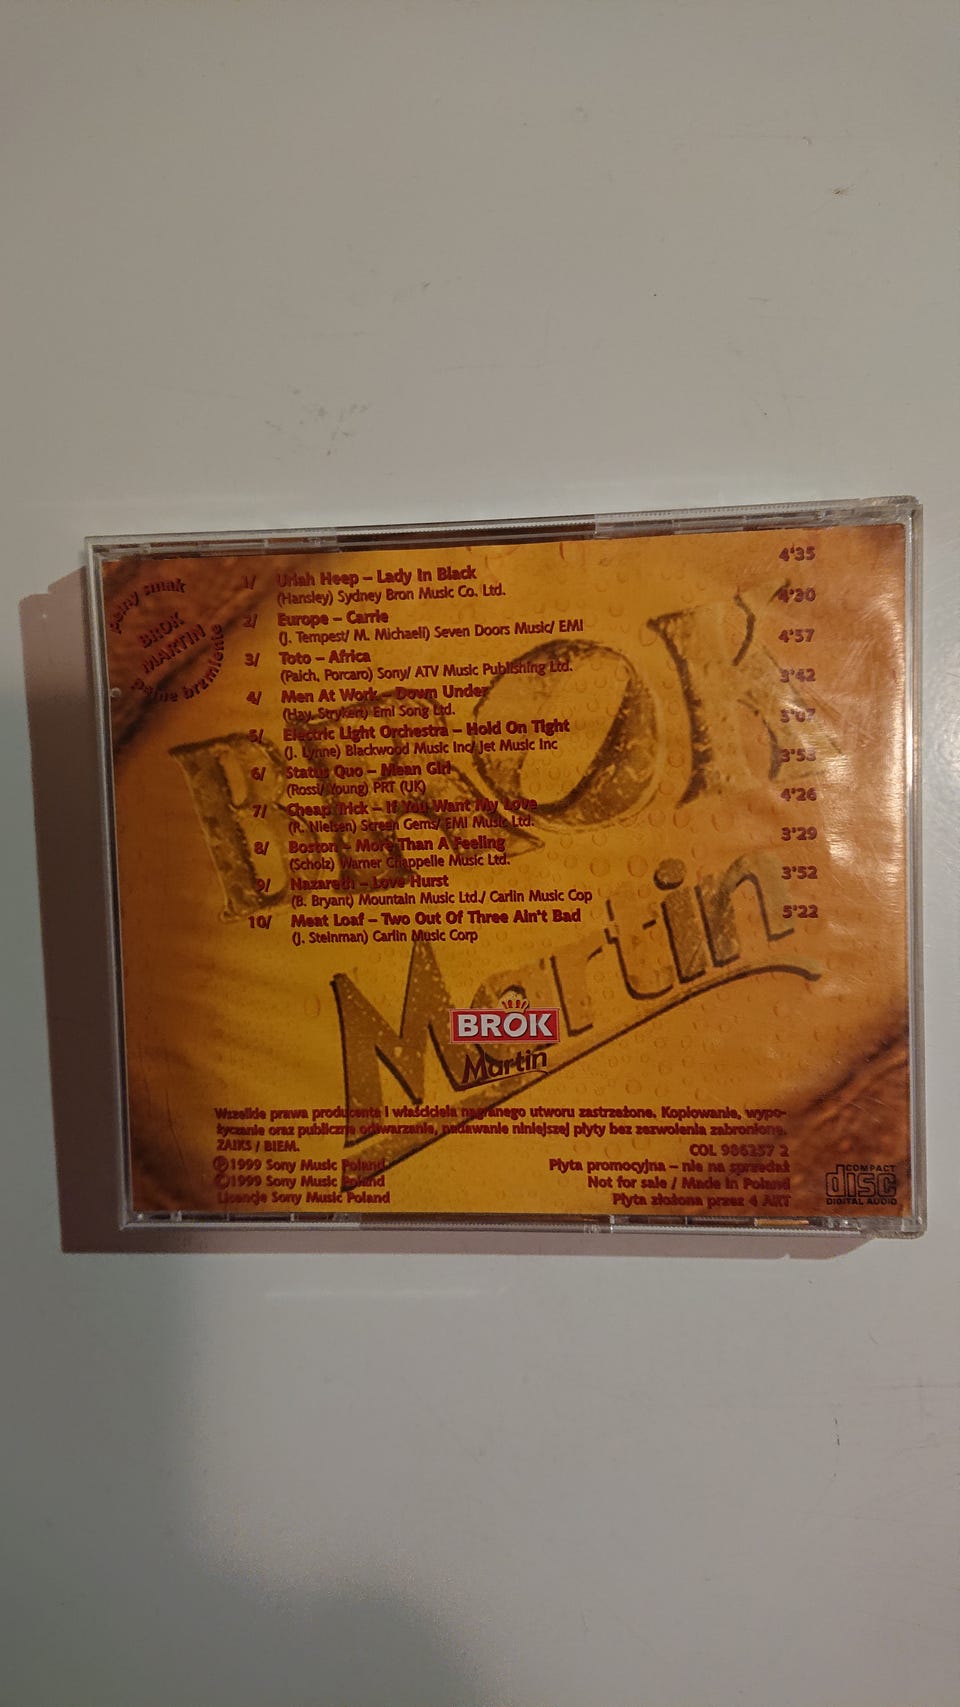 pełny smak
BROK
MARTIN
pełne brzmienie
1/ Uriah Heep – Lady In Black 4'35
(Hansley) Sydney Bron Music Co. Ltd.
2/ Europe – Carrie 4'30
(J. Tempest/ M. Michaeli) Seven Doors Music/ EMI
3/ Toto – Africa 4'57
(Paich, Porcaro) Sony/ ATV Music Publishing Ltd.
4/ Men At Work – Down Under 3'42
(Hay, Strykert) Emi Song Ltd.
5/ Electric Light Orchestra – Hold On Tight 3'07
(J. Lynne) Blackwood Music Inc/ Jet Music Inc
6/ Status Quo – Mean Girl 3'53
(Rossi/ Young) PRT (UK)
7/ Cheap Trick – If You Want My Love 4'26
(R. Nielsen) Screen Gems/ EMI Music Ltd.
8/ Boston – More Than A Feeling 3'29
(Scholz) Warner Chappelle Music Ltd.
9/ Nazareth – Love Hurst 3'52
(B. Bryant) Mountain Music Ltd./ Carlin Music Cop
10/ Meat Loaf – Two Out Of Three Ain't Bad 5'22
(J. Steinman) Carlin Music Corp
BROK
Martin
BROK
Martin
Wszelkie prawa producenta i właściciela nagranego utworu zastrzeżone. Kopiowanie, wypo-
życzanie oraz publiczne odtwarzanie, nadawanie niniejszej płyty bez zezwolenia zabronione.
ZAIKS / BIEM.
COL 986257 2
℗1999 Sony Music Poland Płyta promocyjna – nie na sprzedaż
©1999 Sony Music Poland Not for sale / Made in Poland
Licencje Sony Music Poland Płyta złożona przez 4 ART
COMPACT
disc
DIGITAL AUDIO